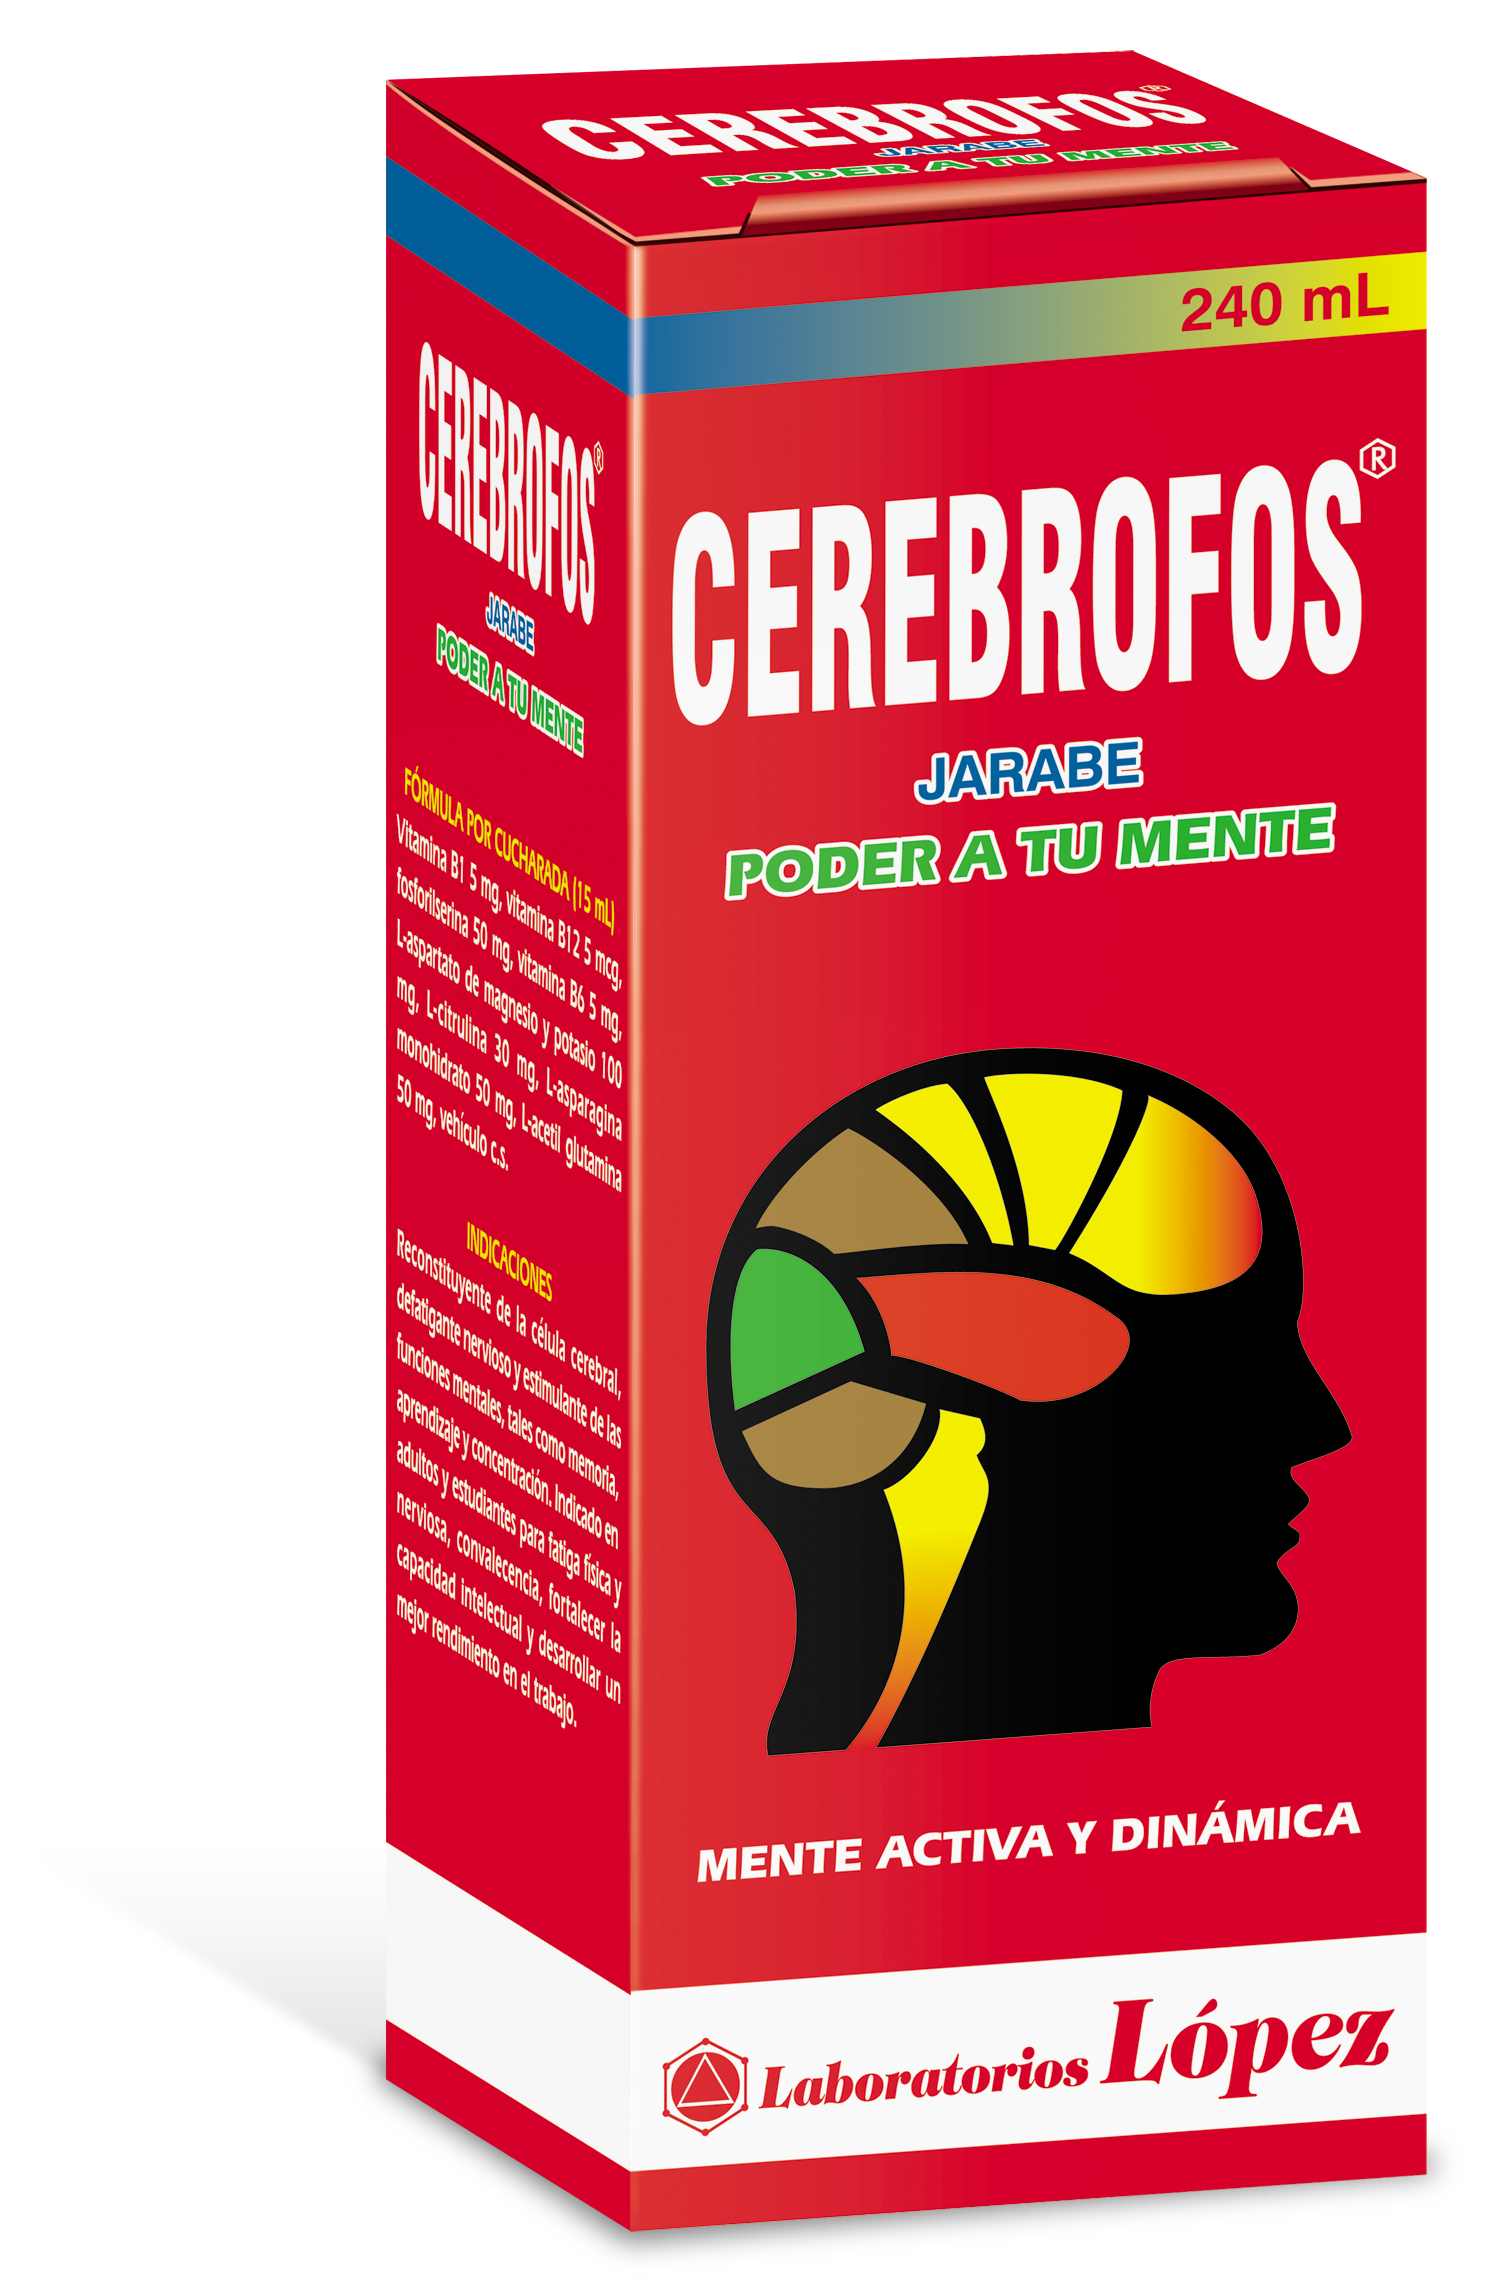 CEREBROFOS®
JARABE
PODER A TU MENTE
240 mL
CEREBROFOS®
JARABE
PODER A TU MENTE
MENTE ACTIVA Y DINÁMICA
Laboratorios López
CEREBROFOS®
JARABE
PODER A TU MENTE
FÓRMULA POR CUCHARADA (15 mL)
Vitamina B1 5 mg, vitamina B12 5 mcg,
fosforilserina 50 mg, vitamina B6 5 mg,
L-aspartato de magnesio y potasio 100
mg, L-citrulina 30 mg, L-asparagina
monohidrato 50 mg, L-acetil glutamina
50 mg, vehículo c.s.
INDICACIONES
Reconstituyente de la célula cerebral,
defatigante nervioso y estimulante de las
funciones mentales, tales como memoria,
aprendizaje y concentración. Indicado en
adultos y estudiantes para fatiga física y
nerviosa, convalecencia, fortalecer la
capacidad intelectual y desarrollar un
mejor rendimiento en el trabajo.